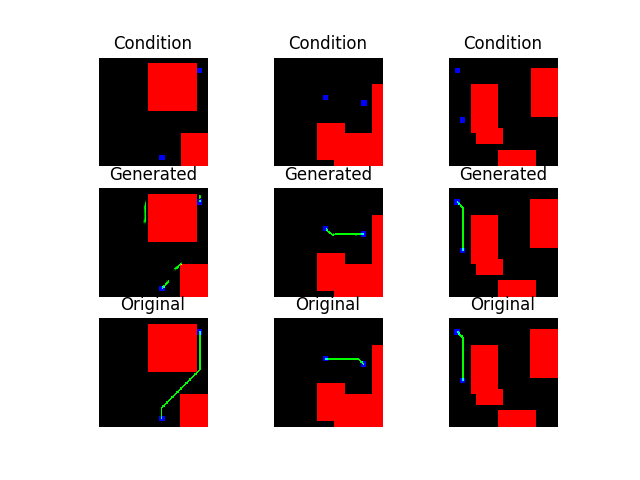 Condition Condition Condition
Generated Generated Generated
Original Original Original